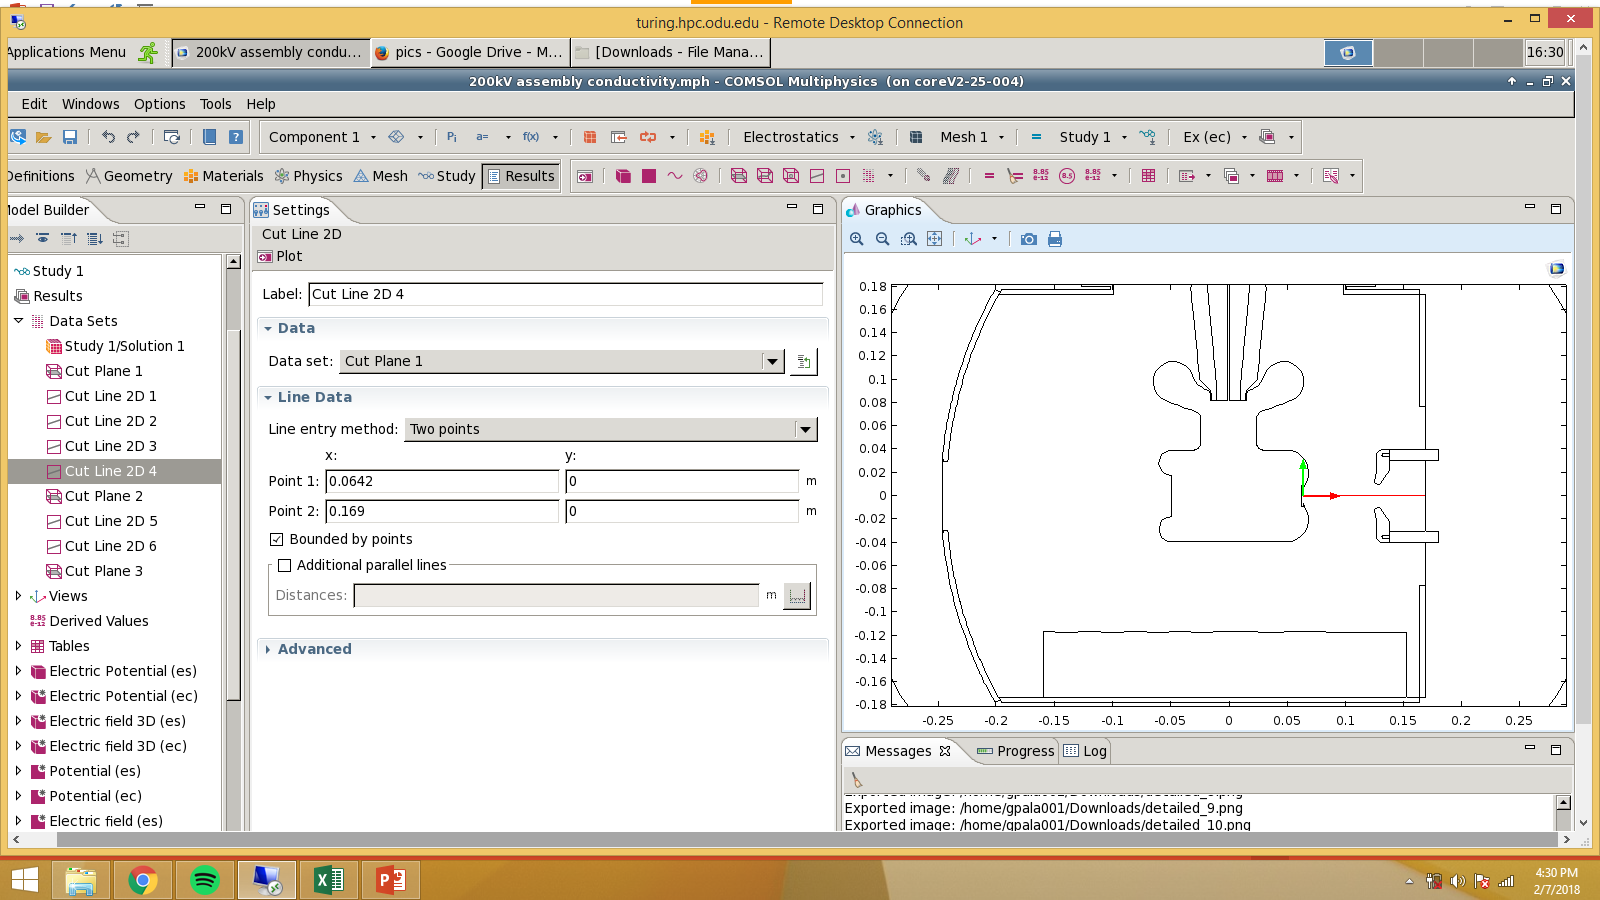 turing.hpc.odu.edu - Remote Desktop Connection
Applications Menu
200kV assembly condu...
pics - Google Drive - M...
[Downloads - File Mana...
16:30
200kV assembly conductivity.mph - COMSOL Multiphysics (on coreV2-25-004)
Edit Windows Options Tools Help
Component 1
Pi
a=
f(x)
Electrostatics
Mesh 1
=
Study 1
Ex (ec)
Definitions Geometry Materials Physics Mesh Study Results
8.85
e-12
8.5
8.85
e-12
Model Builder
Study 1
Results
Data Sets
Study 1/Solution 1
Cut Plane 1
Cut Line 2D 1
Cut Line 2D 2
Cut Line 2D 3
Cut Line 2D 4
Cut Plane 2
Cut Line 2D 5
Cut Line 2D 6
Cut Plane 3
Views
8.85
e-12
Derived Values
Tables
Electric Potential (es)
Electric Potential (ec)
Electric field 3D (es)
Electric field 3D (ec)
Potential (es)
Potential (ec)
Electric field (es)
Settings
Cut Line 2D
Plot
Label: Cut Line 2D 4
Data
Data set: Cut Plane 1
Line Data
Line entry method: Two points
x: y:
Point 1: 0.0642 0 m
Point 2: 0.169 0 m
Bounded by points
Additional parallel lines
Distances: m
Advanced
Graphics
0.18
0.16
0.14
0.12
0.1
0.08
0.06
0.04
0.02
0
-0.02
-0.04
-0.06
-0.08
-0.1
-0.12
-0.14
-0.16
-0.18
-0.25 -0.2 -0.15 -0.1 -0.05 0 0.05 0.1 0.15 0.2 0.25
Messages Progress Log
Exported image: /home/gpala001/Downloads/detailed_9.png
Exported image: /home/gpala001/Downloads/detailed_10.png
4:30 PM
2/7/2018